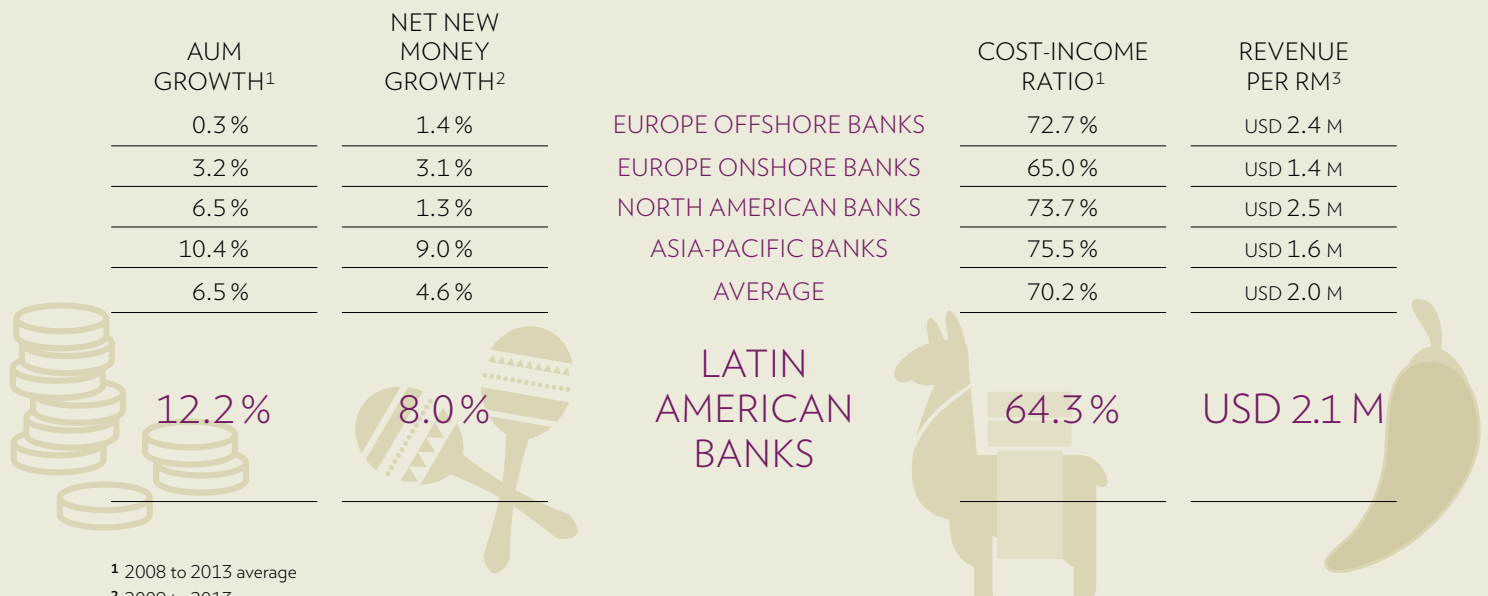 AUM GROWTH¹ NET NEW MONEY GROWTH² COST-INCOME RATIO¹ REVENUE PER RM³
0.3 % 1.4 % EUROPE OFFSHORE BANKS 72.7 % USD 2.4 M
3.2 % 3.1 % EUROPE ONSHORE BANKS 65.0 % USD 1.4 M
6.5 % 1.3 % NORTH AMERICAN BANKS 73.7 % USD 2.5 M
10.4 % 9.0 % ASIA-PACIFIC BANKS 75.5 % USD 1.6 M
6.5 % 4.6 % AVERAGE 70.2 % USD 2.0 M
12.2 % 8.0 % LATIN AMERICAN BANKS 64.3 % USD 2.1 M
¹ 2008 to 2013 average